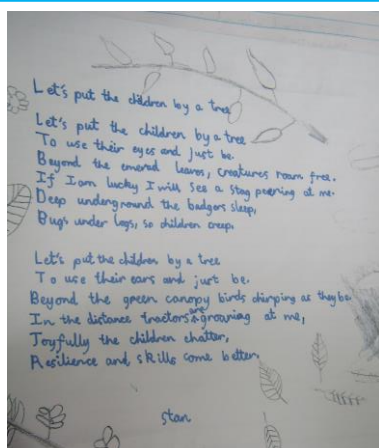 Let's put the children by a tree
Let's put the children by a tree
To use their eyes and just be.
Beyond the emerald leaves, creatures roam free.
If I am lucky I will see a stag peering at me.
Deep underground the badgers sleep,
Bugs under logs, so children creep.
Let's put the children by a tree
To use their ears and just be.
Beyond the green canopy birds chirping as they be
In the distance tractors are groaning at me,
Joyfully the children chatter,
Resilience and skills come better.
Stan